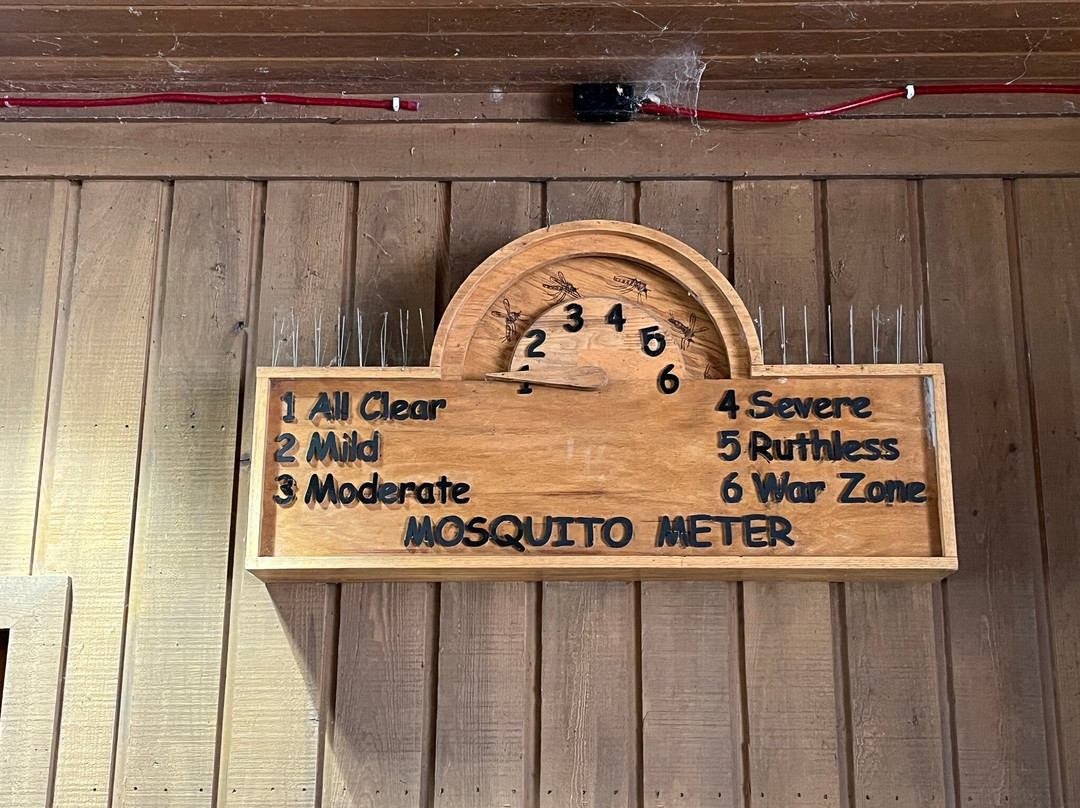 1 2 3 4 5 6
1 All Clear
2 Mild
3 Moderate
4 Severe
5 Ruthless
6 War Zone
MOSQUITO METER